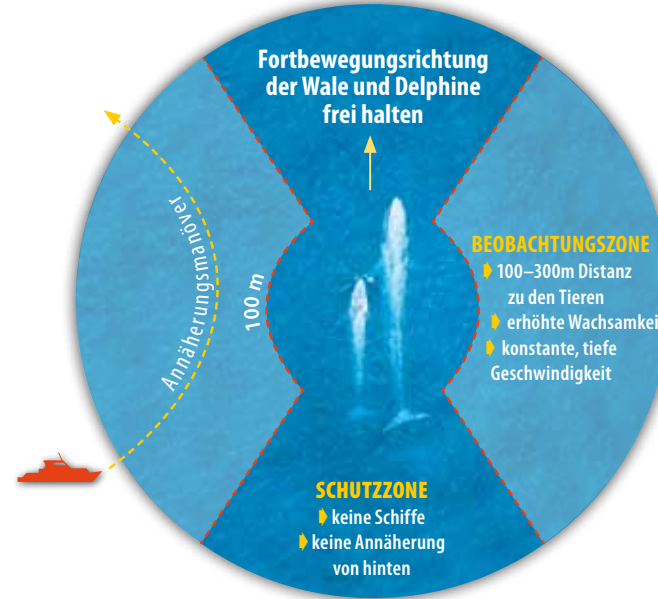 Fortbewegungsrichtung
der Wale und Delphine
frei halten
Annäherungsmanöver
100 m
BEOBACHTUNGSZONE
100–300m Distanz
zu den Tieren
erhöhte Wachsamkei
konstante, tiefe
Geschwindigkeit
SCHUTZZONE
keine Schiffe
keine Annäherung
von hinten